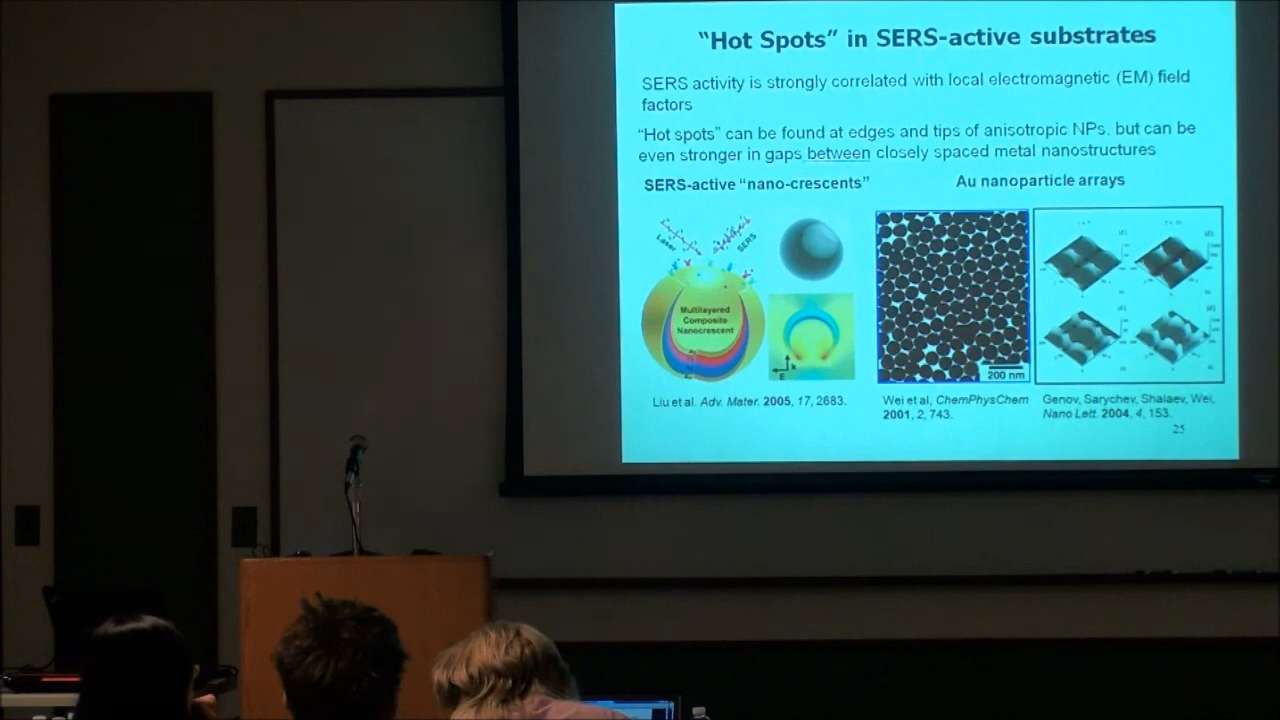 “Hot Spots” in SERS-active substrates
SERS activity is strongly correlated with local electromagnetic (EM) field
factors
“Hot spots” can be found at edges and tips of anisotropic NPs, but can be
even stronger in gaps between closely spaced metal nanostructures
SERS-active “nano-crescents”
Au nanoparticle arrays
Laser
SERS
Multilayered
Composite
Nanocrescent
E
k
200 nm
Liu et al. Adv. Mater. 2005, 17, 2683.
Wei et al, ChemPhysChem
2001, 2, 743.
Genov, Sarychev, Shalaev, Wei,
Nano Lett. 2004, 4, 153.
25